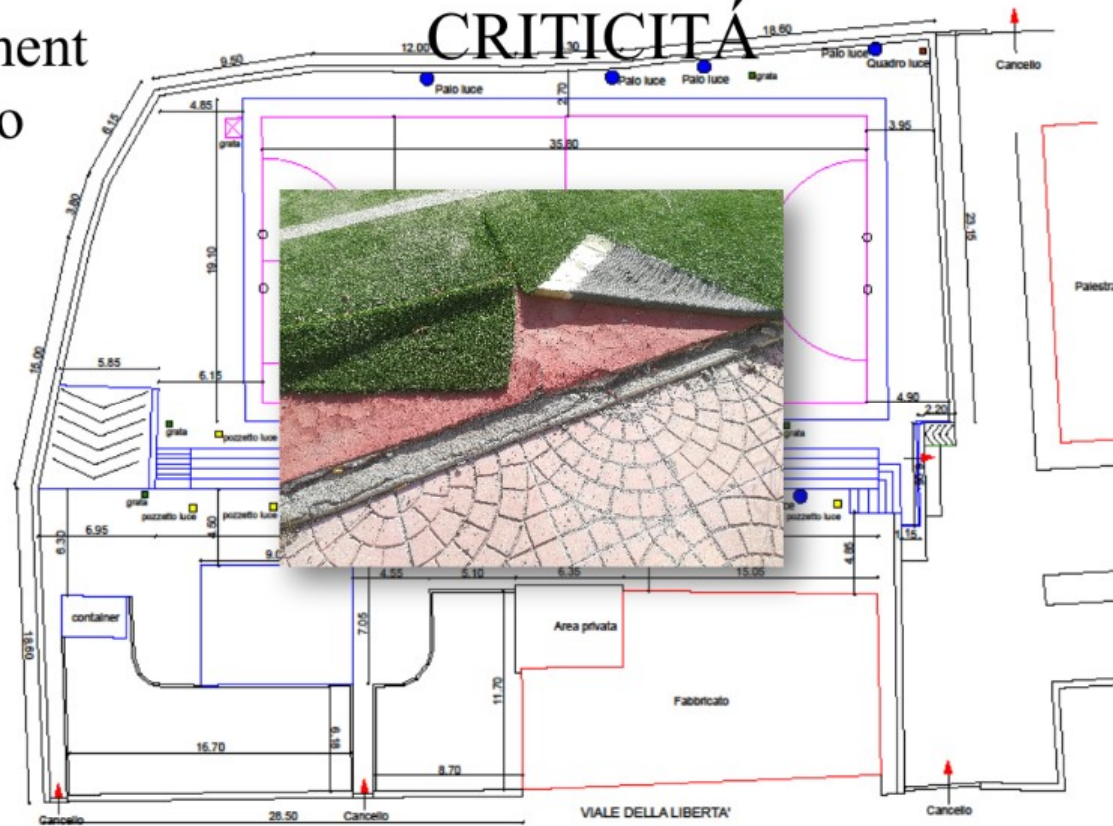 nent
o
CRITICITÁ
18.60
12.00
30
9.50
Palo luce
Quadro luce
Cancello
Palo luce
Palo luce
Palo luce
grata
2.70
4.85
3.95
6.15
grata
35.80
3.80
23.15
19.10
Palestra
15.00
5.85
6.15
4.90
2.20
grata
pozzetto luce
grata
grata
pozzetto luce
pozzetto luce
pozzetto luce
6.95
4.50
6.30
1.15
4.85
9.0
4.55
5.10
6.35
15.05
container
7.05
Area privata
18.60
11.70
Fabbricato
6.18
16.70
8.70
28.50
Cancello
Cancello
VIALE DELLA LIBERTA'
Cancello